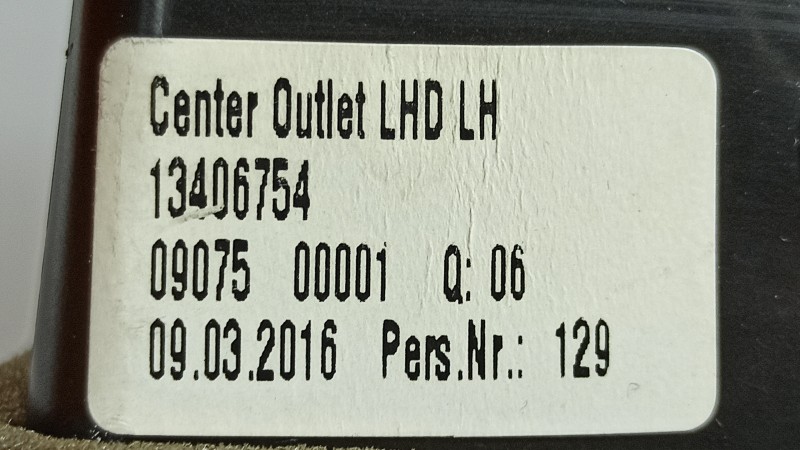 Center Outlet LHD LH
13406754
09075 00001 Q: 06
09.03.2016 Pers.Nr.: 129